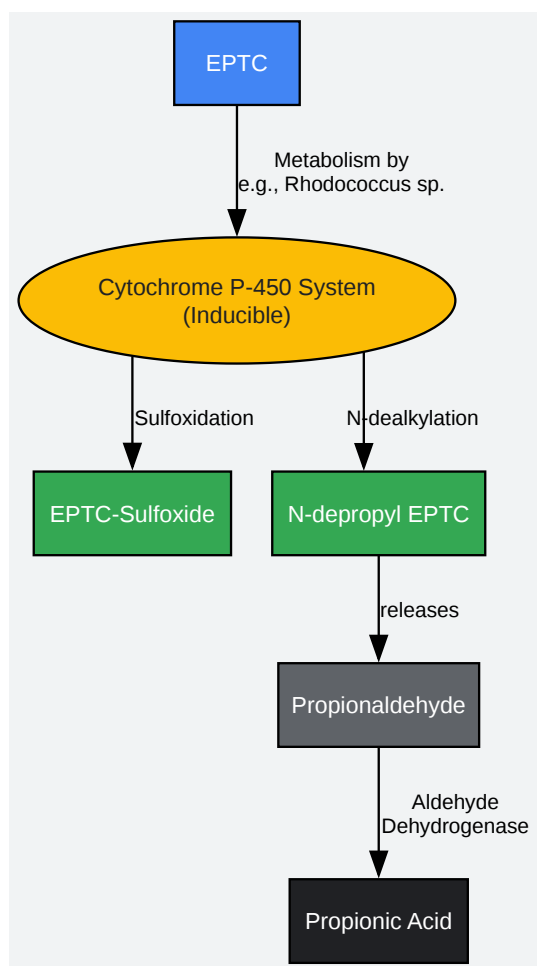 EPTC
Metabolism by
e.g., Rhodococcus sp.
Cytochrome P-450 System
(Inducible)
Sulfoxidation
N-dealkylation
EPTC-Sulfoxide
N-depropyl EPTC
releases
Propionaldehyde
Aldehyde
Dehydrogenase
Propionic Acid